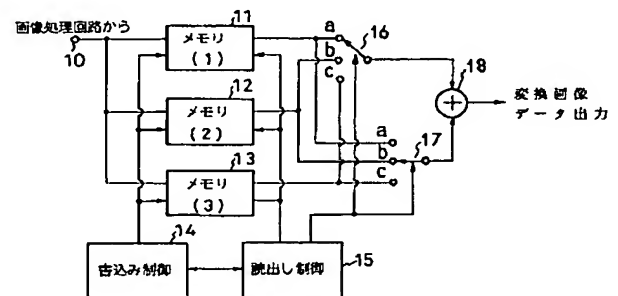 画像処理回路から
10
メモリ
(1)
11
メモリ
(2)
12
メモリ
(3)
13
a
b
c
16
a
b
c
17
18
変換画像
データ出力
書込み制御
14
読出し制御
15